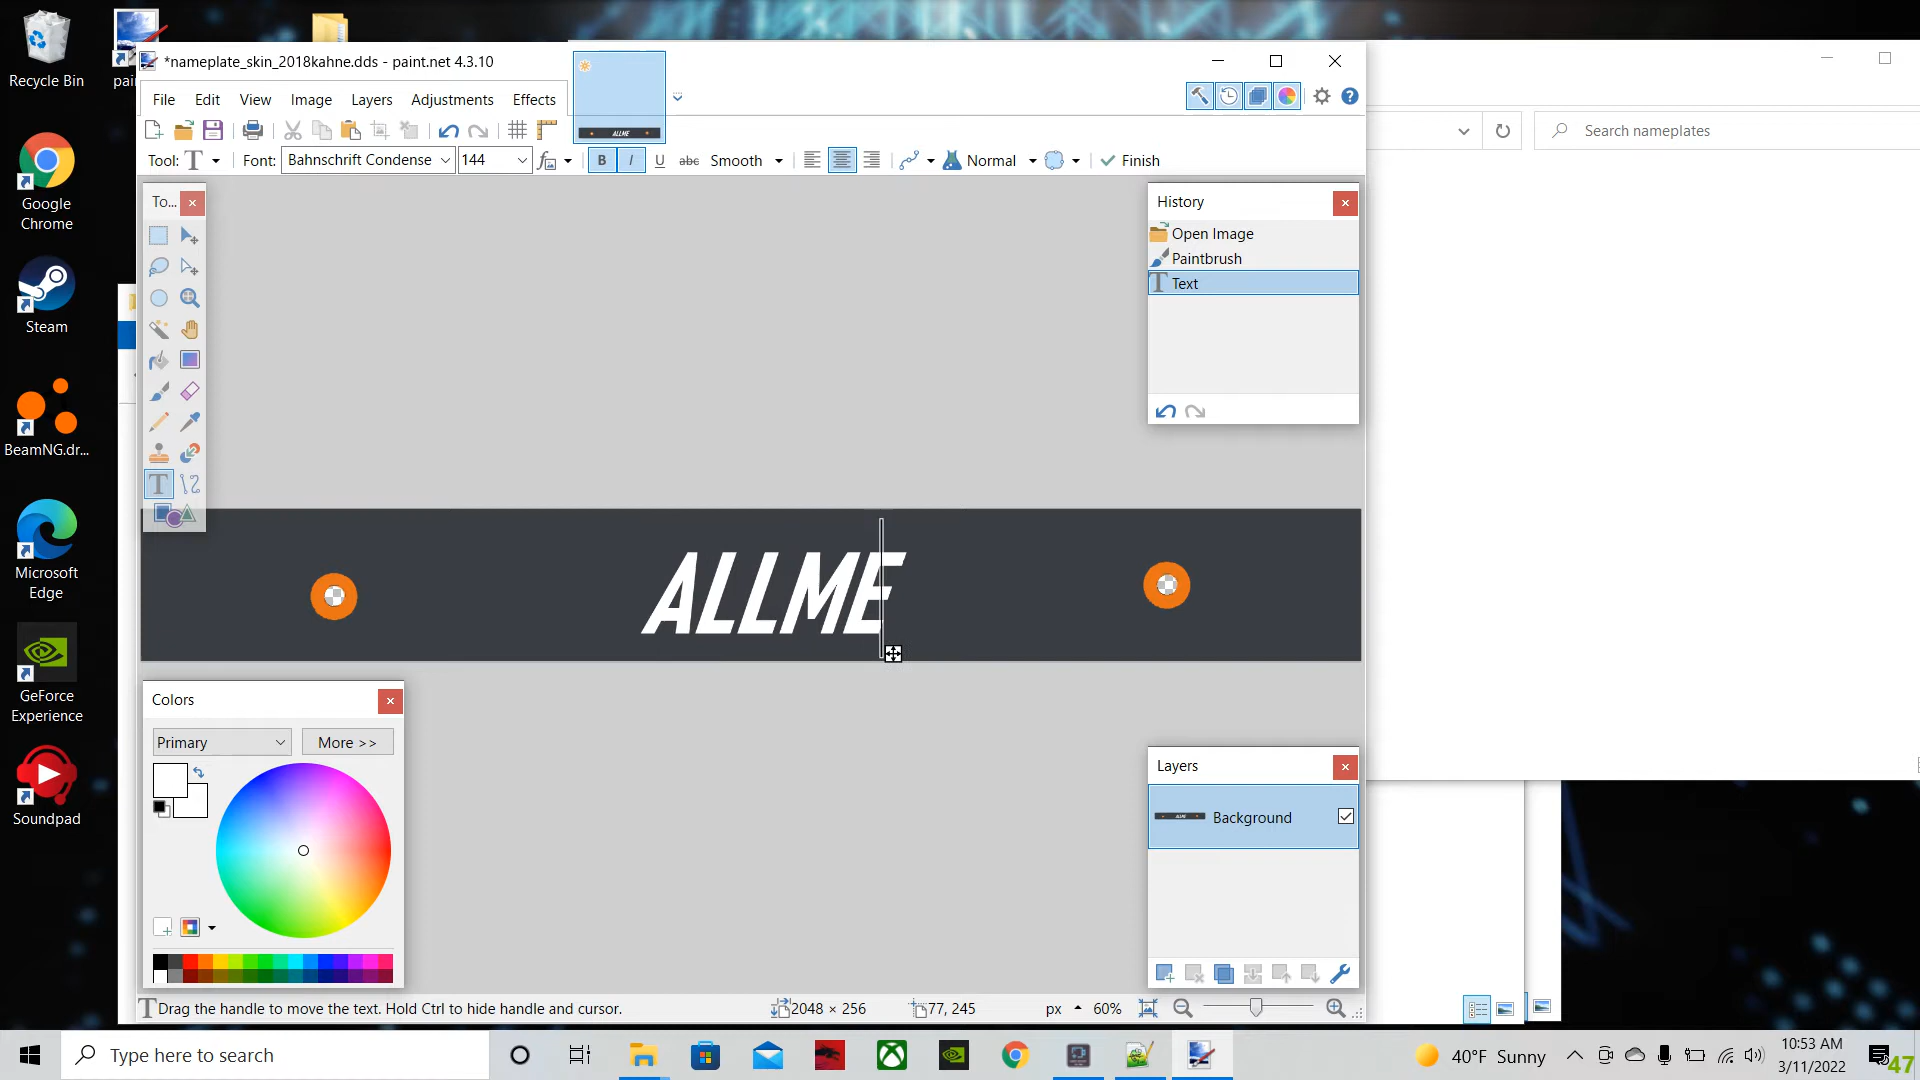 Recycle Bin
pai
Google
Chrome
Steam
BeamNG.dr...
Microsoft
Edge
GeForce
Experience
Soundpad
*nameplate_skin_2018kahne.dds - paint.net 4.3.10
ALLME
File Edit View Image Layers Adjustments Effects
Tool: T Font: Bahnschrift Condense 144 B I U abc Smooth Normal Finish
Search nameplates
To...
History
Open Image
Paintbrush
Text
ALLME
Colors
Primary More >>
Layers
Background
Drag the handle to move the text. Hold Ctrl to hide handle and cursor. 2048 × 256 77, 245 px 60%
Type here to search
40°F Sunny
10:53 AM
3/11/2022
47